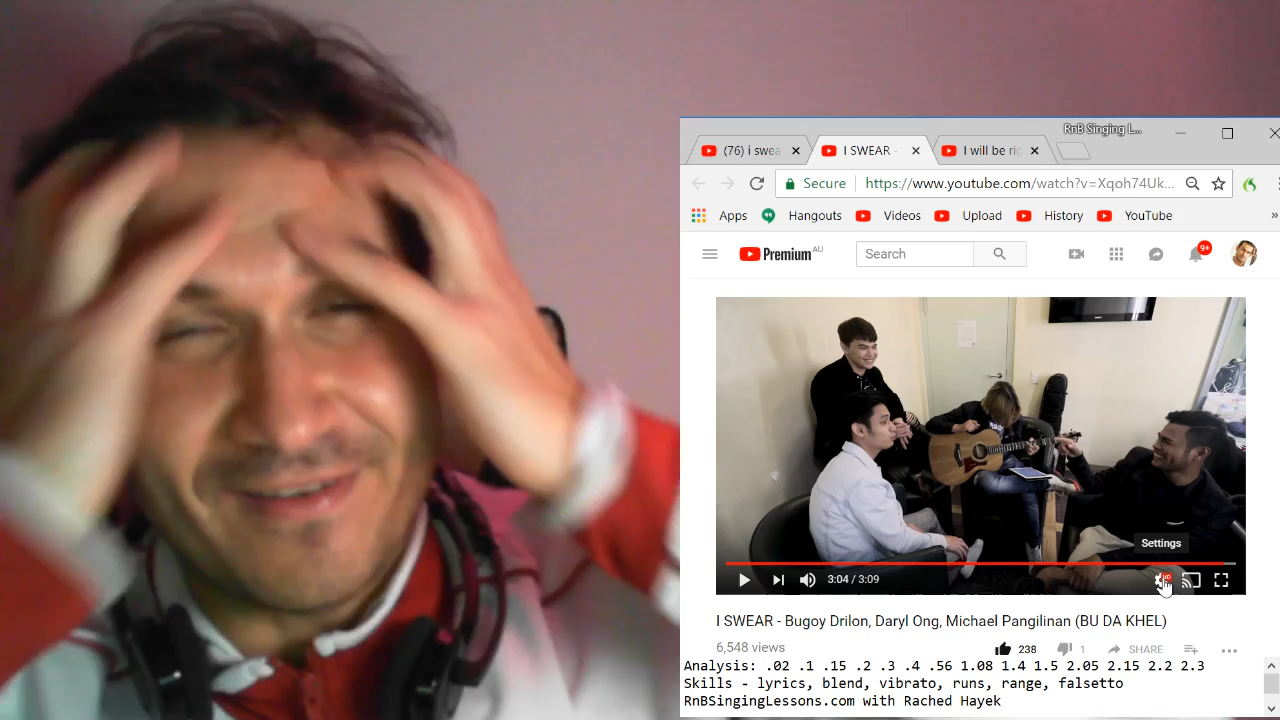 RnB Singing L...
(76) i swea
I SWEAR -
I will be rig
Secure
https://www.youtube.com/watch?v=Xqoh74Uk...
Apps
Hangouts
Videos
Upload
History
YouTube
»
Premium AU
Search
9+
Settings
3:04 / 3:09
HD
I SWEAR - Bugoy Drilon, Daryl Ong, Michael Pangilinan (BU DA KHEL)
6,548 views
238
1
SHARE
Analysis: .02 .1 .15 .2 .3 .4 .56 1.08 1.4 1.5 2.05 2.15 2.2 2.3
Skills - lyrics, blend, vibrato, runs, range, falsetto
RnBSingingLessons.com with Rached Hayek